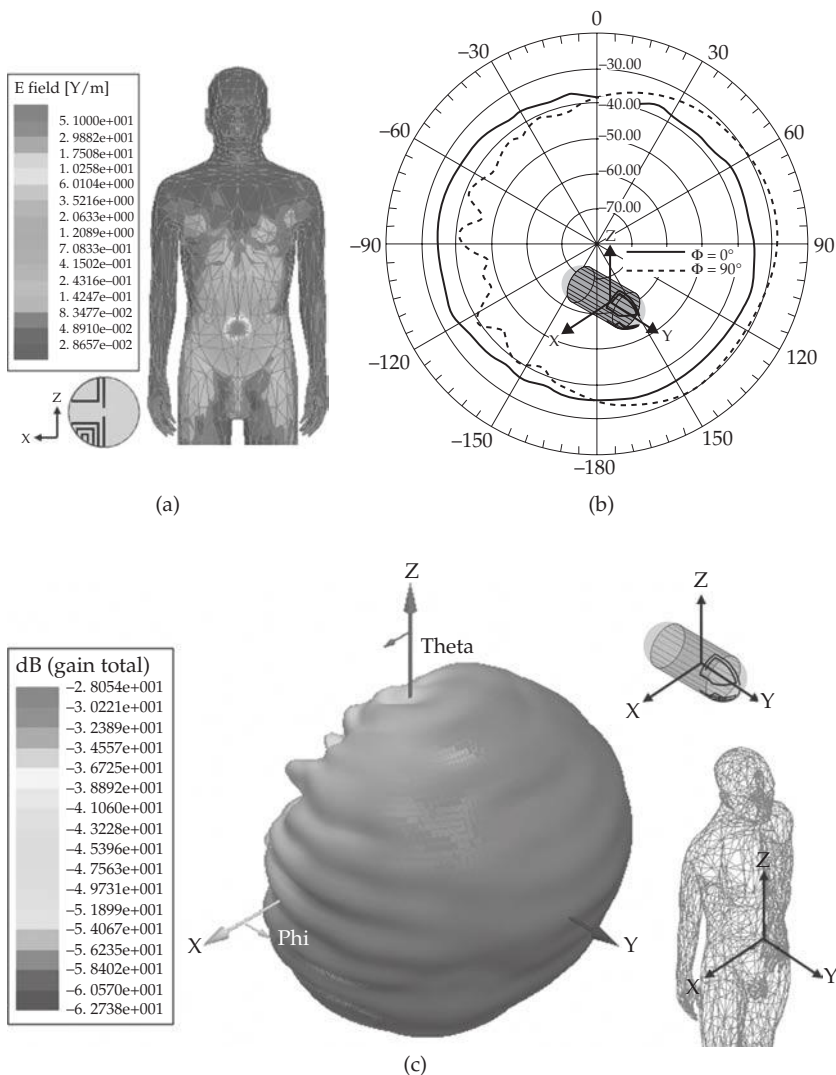 E field [Y/m]
5. 1000e+001
2. 9882e+001
1. 7508e+001
1. 0258e+001
6. 0104e+000
3. 5216e+000
2. 0633e+000
1. 2089e+000
7. 0833e−001
4. 1502e−001
2. 4316e−001
1. 4247e−001
8. 3477e−002
4. 8910e−002
2. 8657e−002
Z
X
(a)
0
−30
30
−60
60
−90
90
−120
120
−150
150
−180
−30.00
−40.00
−50.00
−60.00
−70.00
Φ = 0°
Φ = 90°
Z
X
Y
(b)
dB (gain total)
−2. 8054e+001
−3. 0221e+001
−3. 2389e+001
−3. 4557e+001
−3. 6725e+001
−3. 8892e+001
−4. 1060e+001
−4. 3228e+001
−4. 5396e+001
−4. 7563e+001
−4. 9731e+001
−5. 1899e+001
−5. 4067e+001
−5. 6235e+001
−5. 8402e+001
−6. 0570e+001
−6. 2738e+001
Z
Theta
X
Phi
Y
Z
X
Y
Z
X
Y
(c)